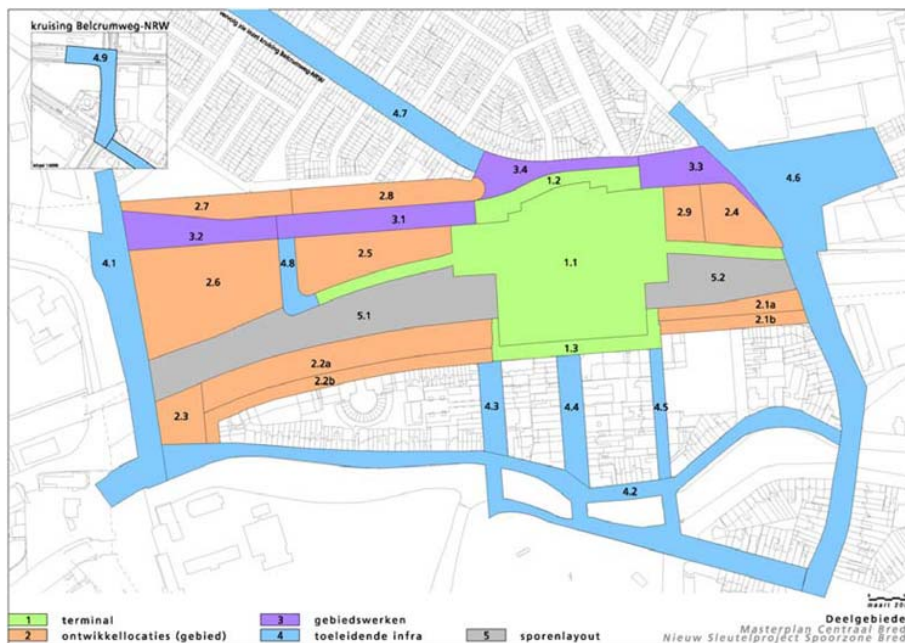 kruising Belcrumweg-NRW
4.9
4.7
3.4
3.3
1.2
4.6
2.7
2.8
2.9
2.4
3.2
3.1
4.1
2.6
4.8
2.5
1.1
5.2
5.1
2.1a
2.1b
1.3
2.2a
2.2b
2.3
4.3
4.4
4.5
4.2
1 terminal
2 ontwikkellocaties (gebied)
3 gebiedswerken
4 toeleidende infra
5 sporenlayout
Deelgebiede
Masterplan Centraal Bred
Nieuw Sleutelproject Spoorzone Bred